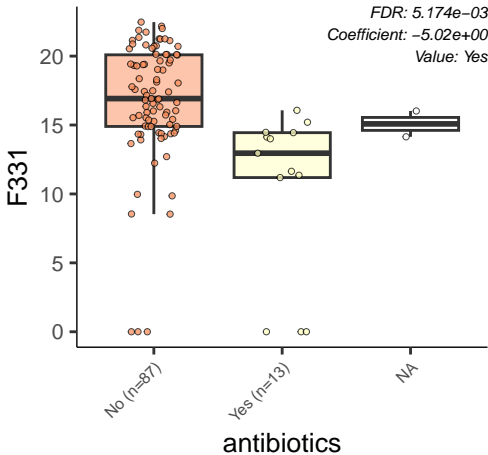 FDR: 5.174e−03
Coefficient: −5.02e+00
Value: Yes
F331
20
15
10
5
0
No (n=87)
Yes (n=13)
NA
antibiotics